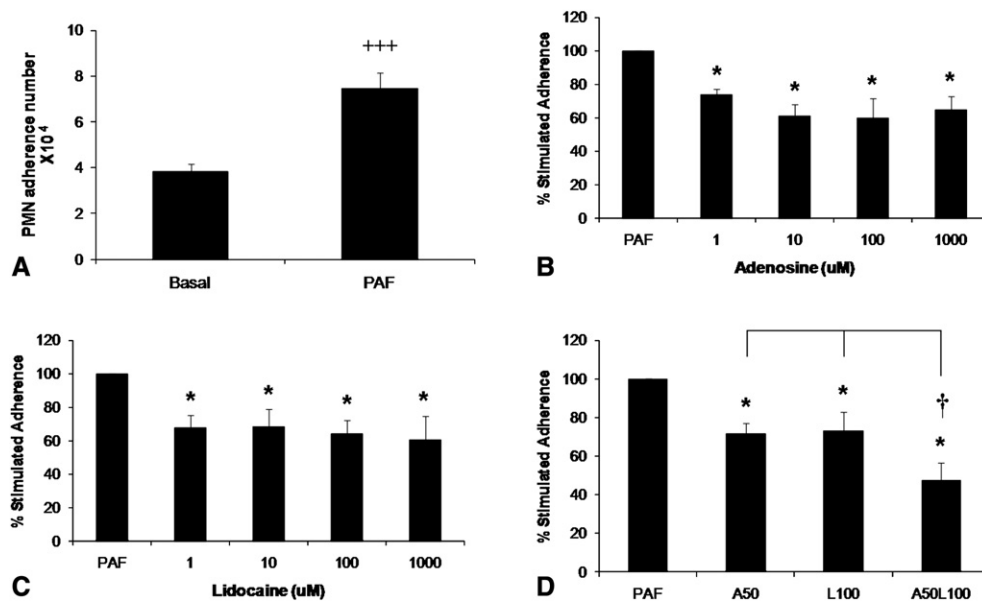 PMN adherence number
X10⁴
10
8
6
4
2
0
+++
Basal PAF
A
% Stimulated Adherence
120
100
80
60
40
20
0
* * * *
PAF 1 10 100 1000
Adenosine (uM)
B
% Stimulated Adherence
120
100
80
60
40
20
0
* * * *
PAF 1 10 100 1000
Lidocaine (uM)
C
% Stimulated Adherence
120
100
80
60
40
20
0
†
* * *
PAF A50 L100 A50L100
D